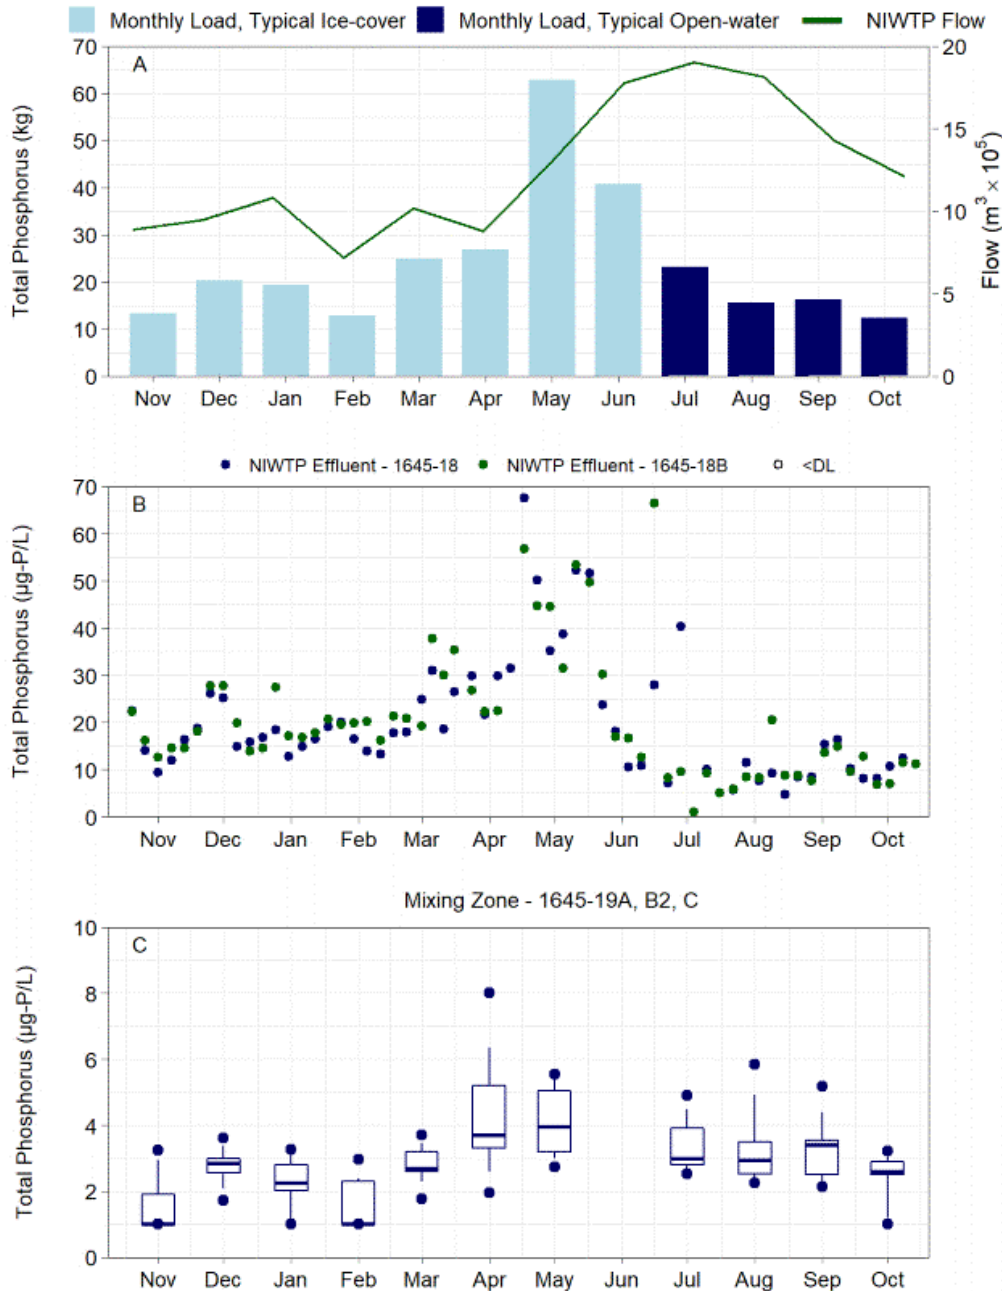 Monthly Load, Typical Ice-cover Monthly Load, Typical Open-water NIWTP Flow
A
Total Phosphorus (kg)
70
60
50
40
30
20
10
0
20
15
10
5
0
Flow (m³ × 10⁵)
Nov Dec Jan Feb Mar Apr May Jun Jul Aug Sep Oct
NIWTP Effluent - 1645-18 NIWTP Effluent - 1645-18B <DL
B
Total Phosphorus (µg-P/L)
70
60
50
40
30
20
10
0
Nov Dec Jan Feb Mar Apr May Jun Jul Aug Sep Oct
Mixing Zone - 1645-19A, B2, C
C
Total Phosphorus (µg-P/L)
10
8
6
4
2
0
Nov Dec Jan Feb Mar Apr May Jun Jul Aug Sep Oct